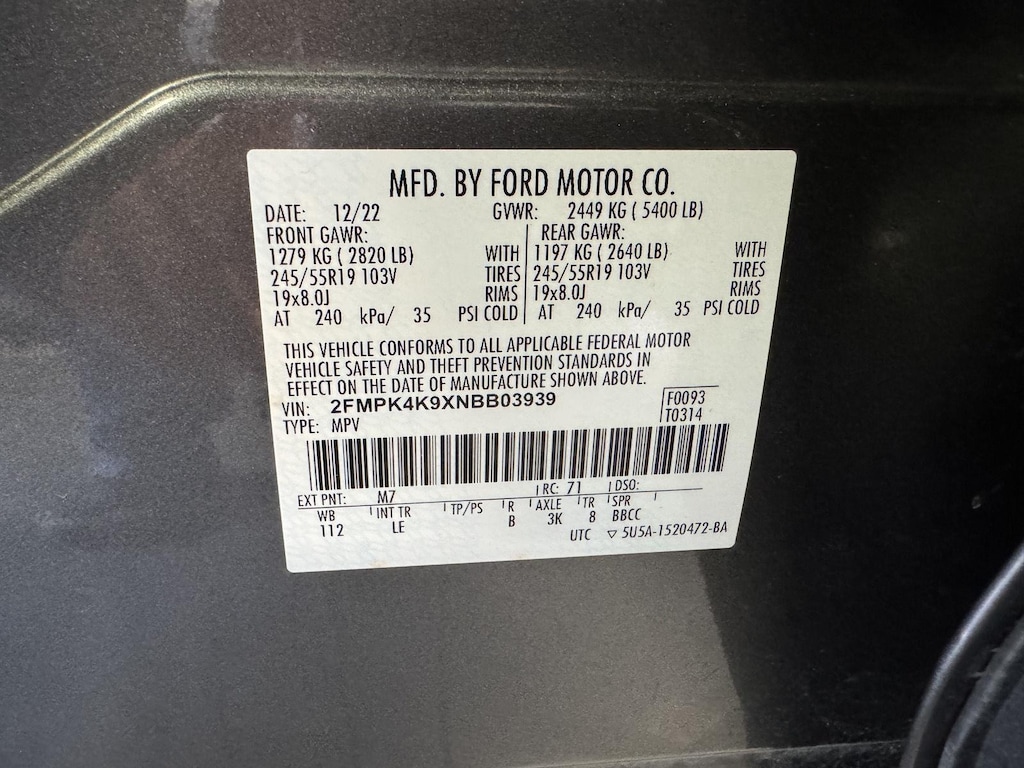 MFD. BY FORD MOTOR CO.
DATE: 12/22 GVWR: 2449 KG ( 5400 LB)
FRONT GAWR: REAR GAWR:
1279 KG ( 2820 LB) WITH 1197 KG ( 2640 LB) WITH
245/55R19 103V TIRES 245/55R19 103V TIRES
19x8.0J RIMS 19x8.0J RIMS
AT 240 kPa/ 35 PSI COLD AT 240 kPa/ 35 PSI COLD
THIS VEHICLE CONFORMS TO ALL APPLICABLE FEDERAL MOTOR
VEHICLE SAFETY AND THEFT PREVENTION STANDARDS IN
EFFECT ON THE DATE OF MANUFACTURE SHOWN ABOVE.
VIN: 2FMPK4K9XNBB03939 F0093
TYPE: MPV T0314
EXT PNT: M7 RC: 71 DSO:
WB INT TR TP/PS R AXLE TR SPR
112 LE B 3K 8 BBCC
UTC ▽ 5U5A-1520472-BA